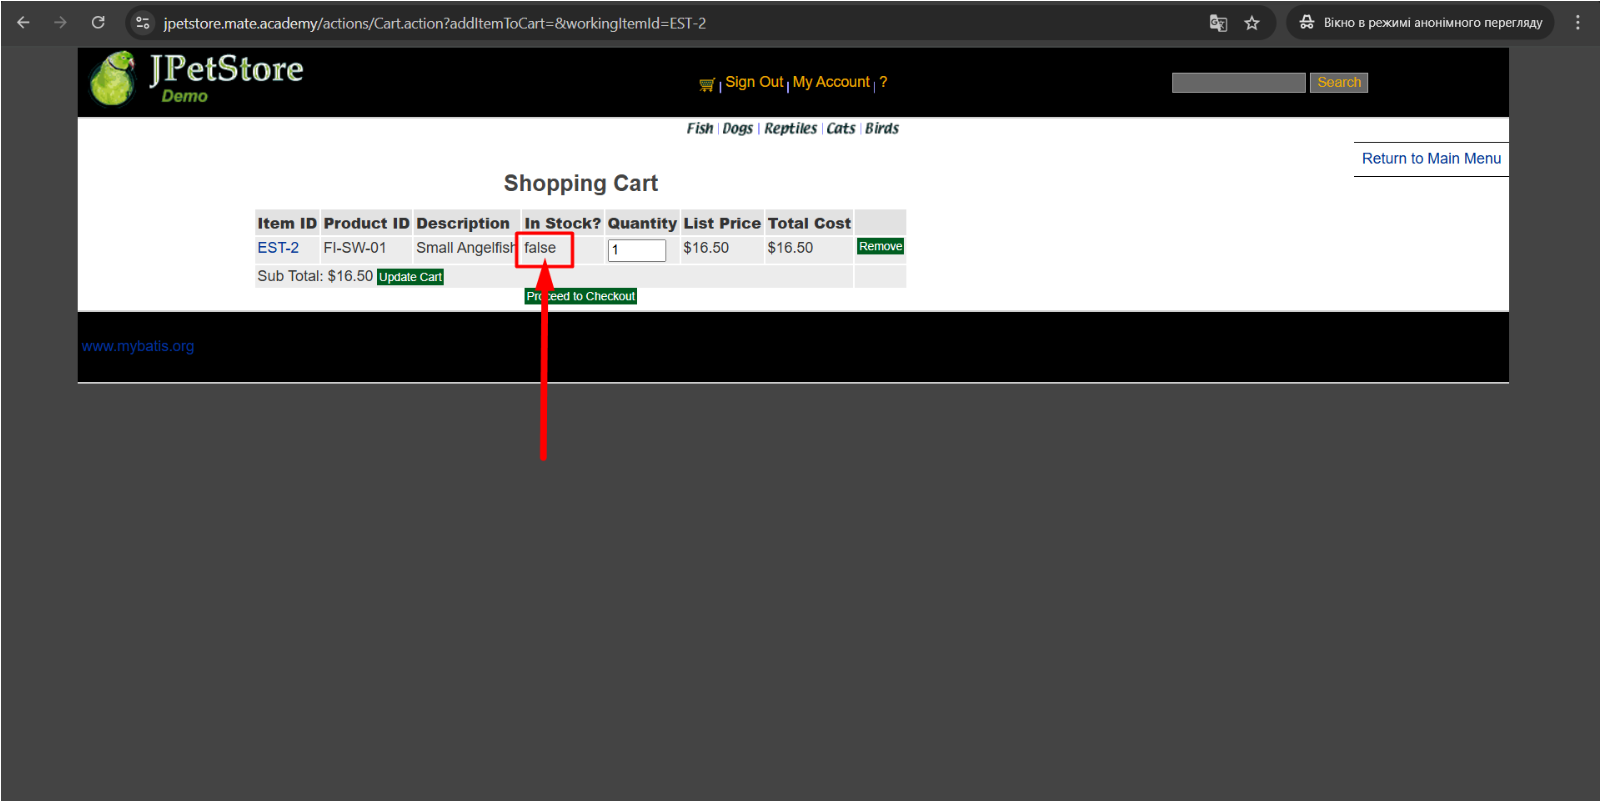 jpetstore.mate.academy/actions/Cart.action?addItemToCart=&workingItemId=EST-2
Вікно в режимі анонімного перегляду
JPetStore
Demo
Sign Out | My Account | ?
Search
Fish | Dogs | Reptiles | Cats | Birds
Return to Main Menu
Shopping Cart
Item ID Product ID Description In Stock? Quantity List Price Total Cost
EST-2 FI-SW-01 Small Angelfish false 1 $16.50 $16.50 Remove
Sub Total: $16.50 Update Cart
Proceed to Checkout
www.mybatis.org